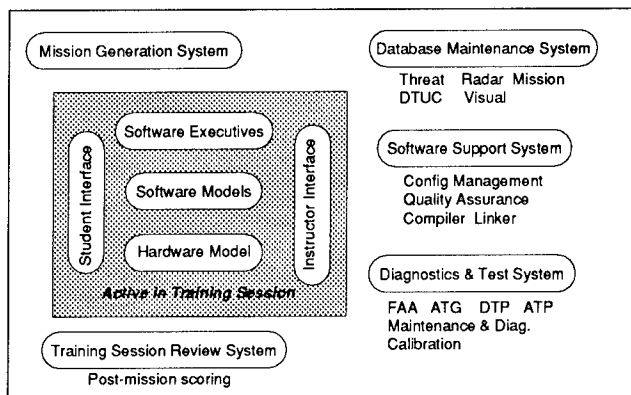 Mission Generation System
Student Interface
Software Executives
Software Models
Hardware Model
Instructor Interface
Active in Training Session
Training Session Review System
Post-mission scoring
Database Maintenance System
Threat Radar Mission
DTUC Visual
Software Support System
Config Management
Quality Assurance
Compiler Linker
Diagnostics & Test System
FAA ATG DTP ATP
Maintenance & Diag.
Calibration